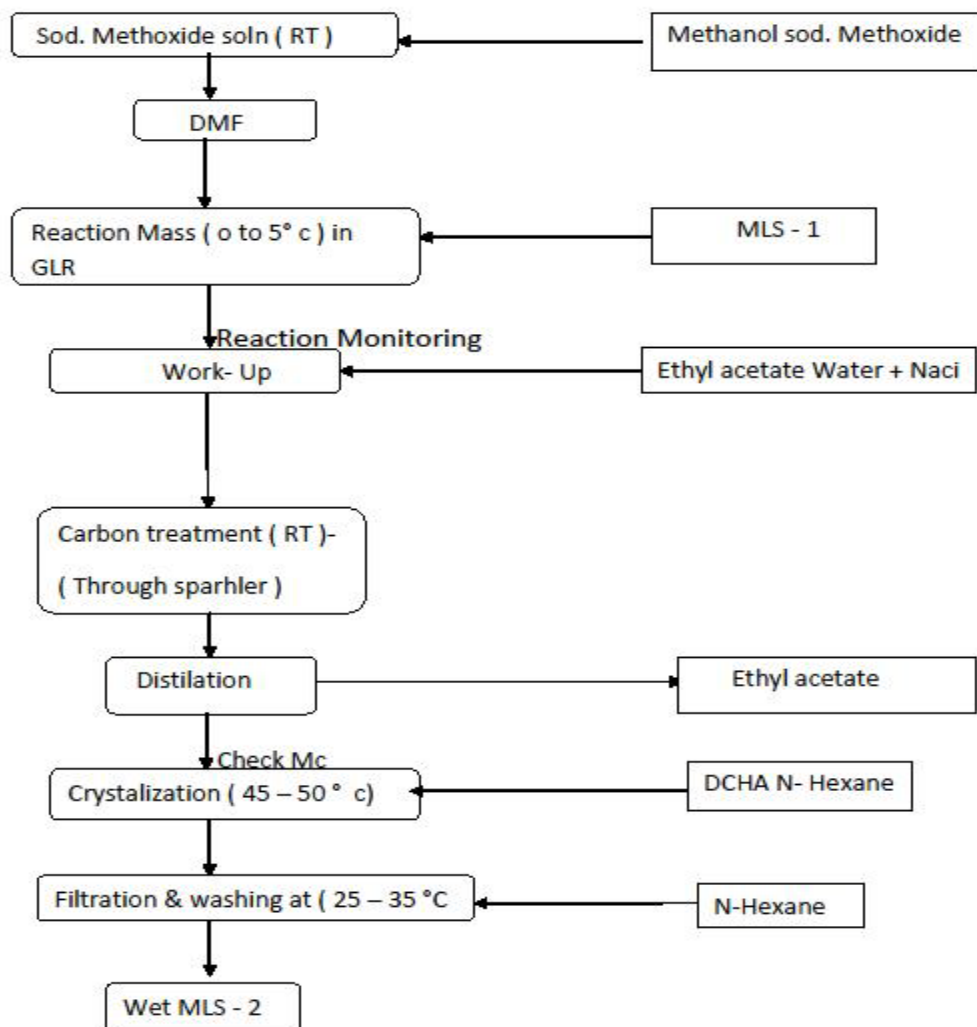 Sod. Methoxide soln ( RT )
Methanol sod. Methoxide
DMF
Reaction Mass ( o to 5° c ) in
GLR
MLS - 1
Reaction Monitoring
Work- Up
Ethyl acetate Water + Naci
Carbon treatment ( RT )-
( Through sparhler )
Distilation
Ethyl acetate
Check Mc
Crystalization ( 45 – 50 ° c)
DCHA N- Hexane
Filtration & washing at ( 25 – 35 °C
N-Hexane
Wet MLS - 2